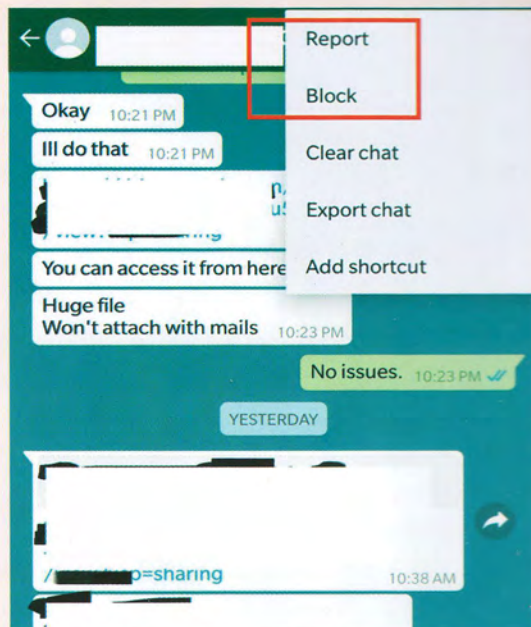 Report
Block
Clear chat
Export chat
Add shortcut
Okay 10:21 PM
Ill do that 10:21 PM
You can access it from here
Huge file
Won't attach with mails 10:23 PM
No issues. 10:23 PM
YESTERDAY
=sharing 10:38 AM